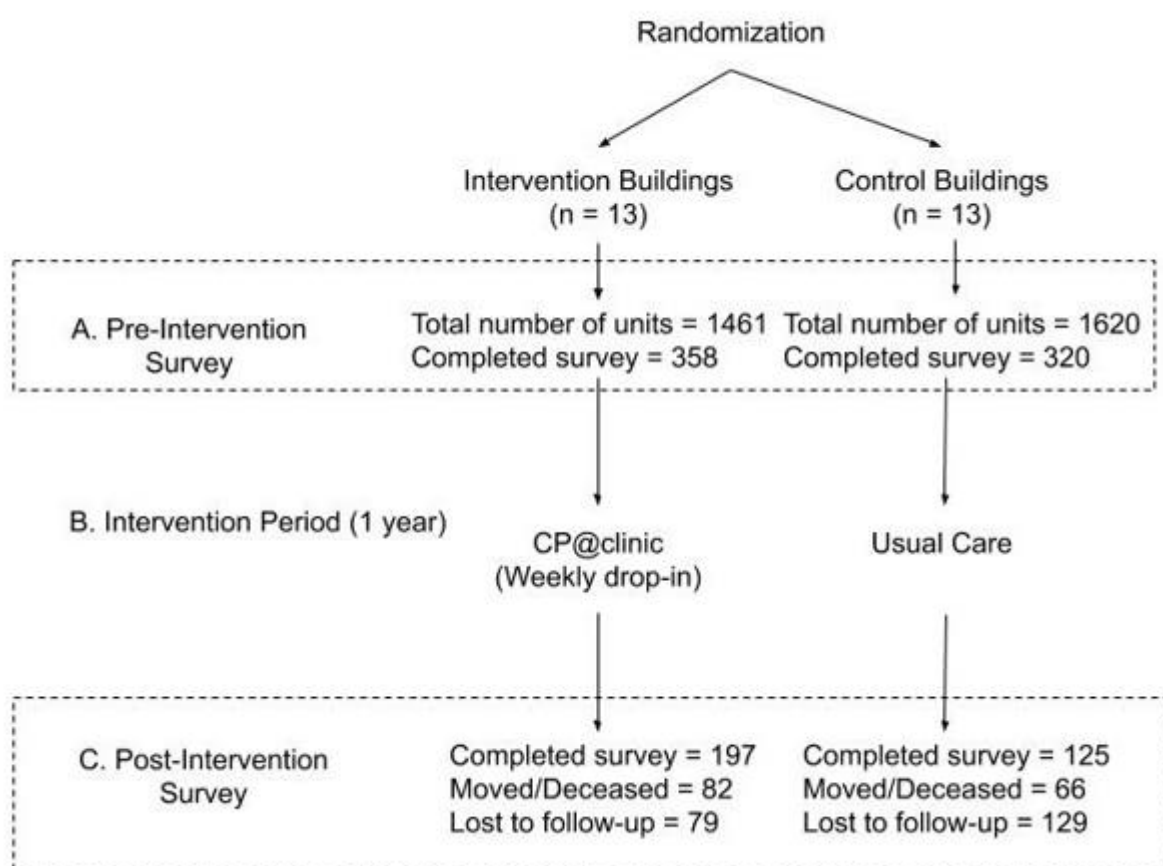 Randomization
Intervention Buildings
(n = 13)
Control Buildings
(n = 13)
A. Pre-Intervention
Survey
Total number of units = 1461
Completed survey = 358
Total number of units = 1620
Completed survey = 320
B. Intervention Period (1 year)
CP@clinic
(Weekly drop-in)
Usual Care
C. Post-Intervention
Survey
Completed survey = 197
Moved/Deceased = 82
Lost to follow-up = 79
Completed survey = 125
Moved/Deceased = 66
Lost to follow-up = 129